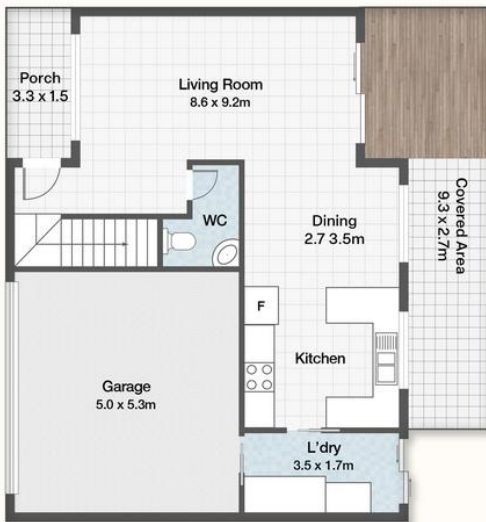 Porch
3.3 x 1.5
Living Room
8.6 x 9.2m
WC
Dining
2.7 3.5m
Covered Area
9.3 x 2.7m
F
Kitchen
Garage
5.0 x 5.3m
L'dry
3.5 x 1.7m